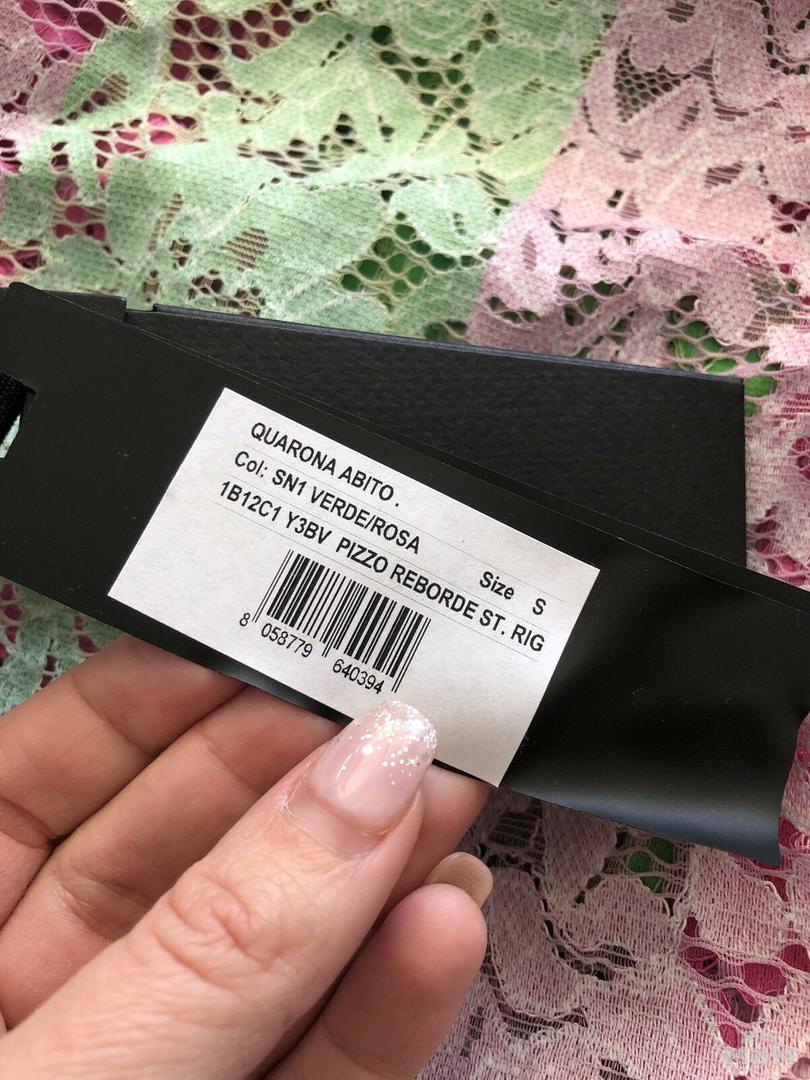 QUARONA ABITO .
Col: SN1 VERDE/ROSA
Size S
1B12C1 Y3BV PIZZO REBORDE ST. RIG
8 058779 640394